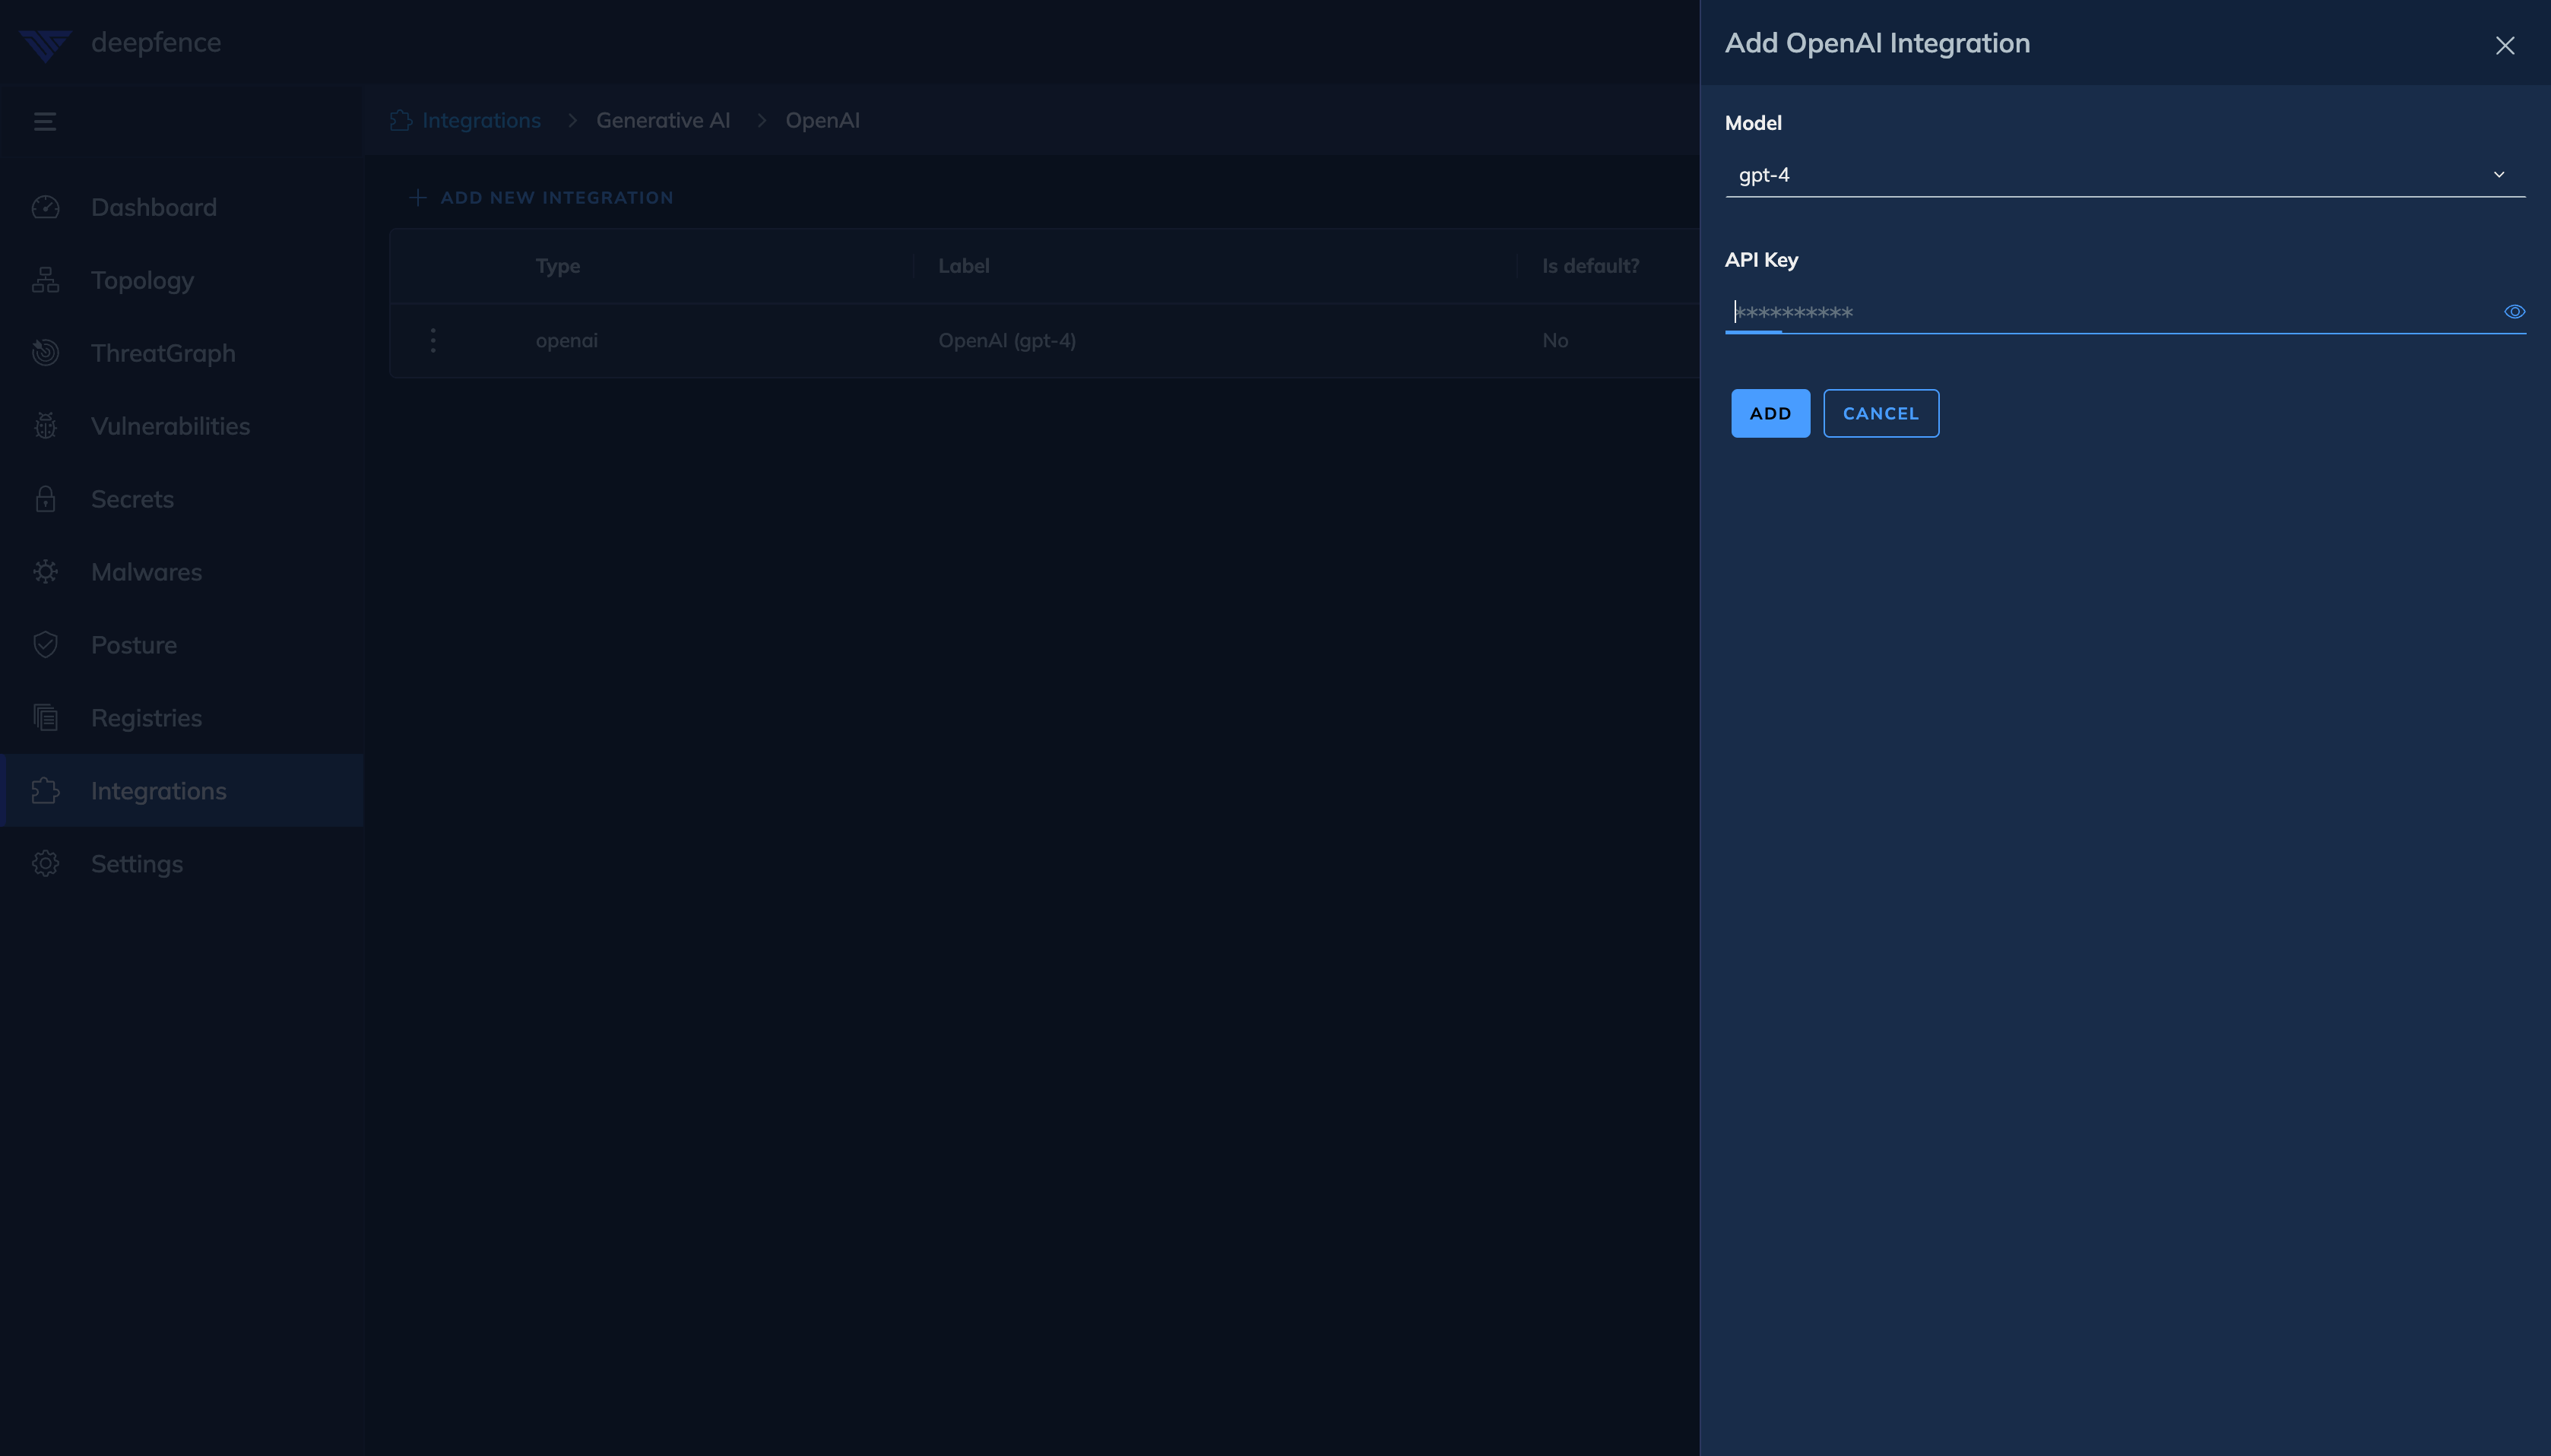 deepfence
Add OpenAI Integration
Integrations > Generative AI > OpenAI
Model
gpt-4
ADD NEW INTEGRATION
Dashboard
Topology
ThreatGraph
Vulnerabilities
Secrets
Malwares
Posture
Registries
Integrations
Settings
Type Label Is default?
openai OpenAI (gpt-4) No
API Key
**********
ADD CANCEL